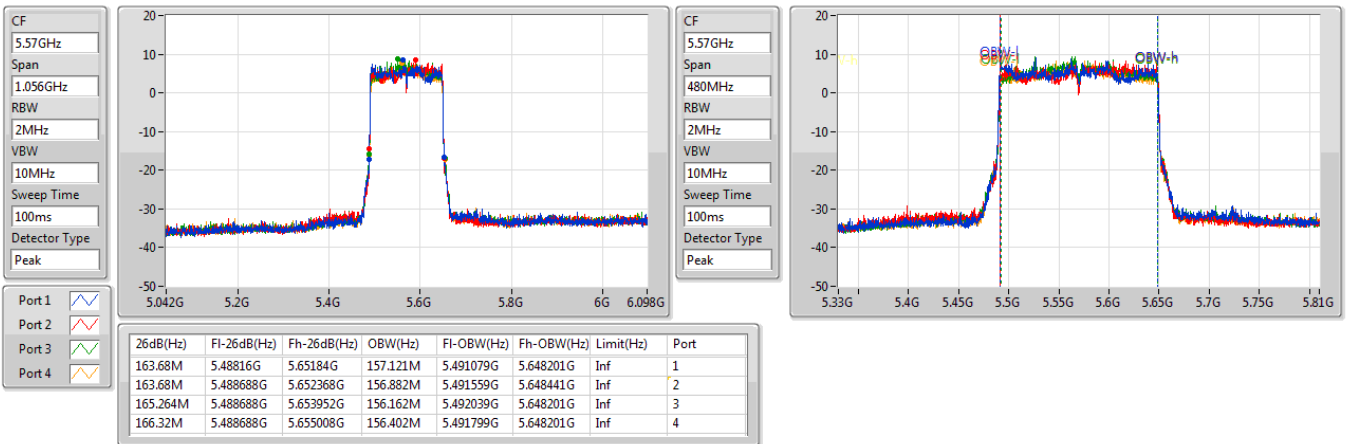 CF
5.57GHz
Span
1.056GHz
RBW
2MHz
VBW
10MHz
Sweep Time
100ms
Detector Type
Peak
20
10
0
-10
-20
-30
-40
-50
5.042G 5.2G 5.4G 5.6G 5.8G 6G 6.098G
CF
5.57GHz
Span
480MHz
RBW
2MHz
VBW
10MHz
Sweep Time
100ms
Detector Type
Peak
20
10
0
-10
-20
-30
-40
-50
OBW-l
OBW-l
OBW-h
5.33G 5.4G 5.45G 5.5G 5.55G 5.6G 5.65G 5.7G 5.75G 5.81G
Port 1
Port 2
Port 3
Port 4
26dB(Hz) Fl-26dB(Hz) Fh-26dB(Hz) OBW(Hz) Fl-OBW(Hz) Fh-OBW(Hz) Limit(Hz) Port
163.68M 5.48816G 5.65184G 157.121M 5.491079G 5.648201G Inf 1
163.68M 5.488688G 5.652368G 156.882M 5.491559G 5.648441G Inf 2
165.264M 5.488688G 5.653952G 156.162M 5.492039G 5.648201G Inf 3
166.32M 5.488688G 5.655008G 156.402M 5.491799G 5.648201G Inf 4